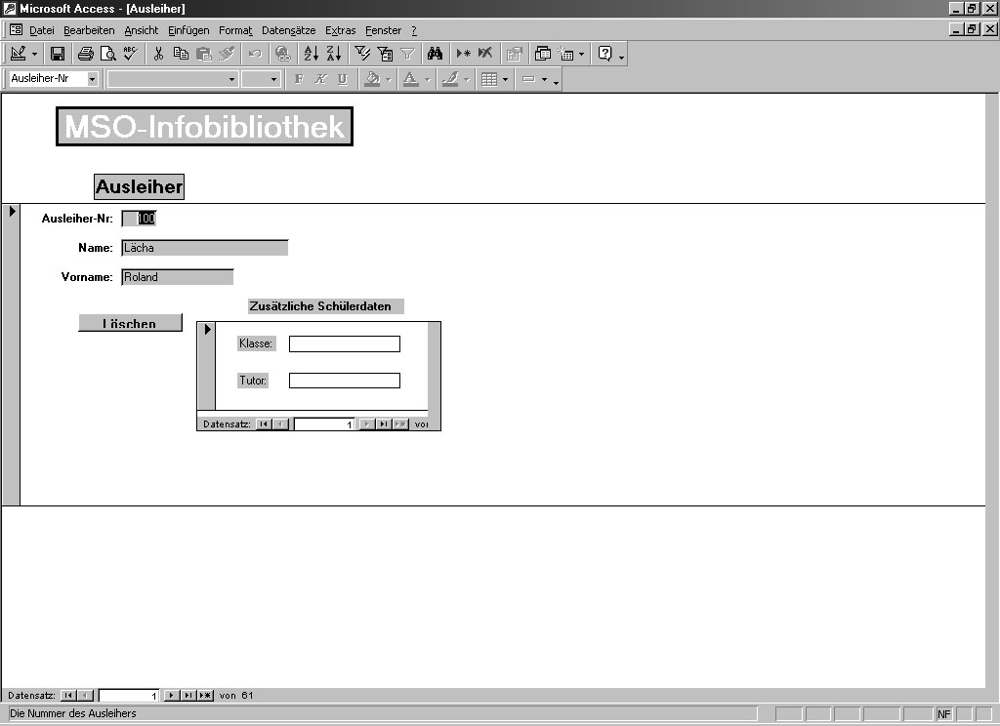 Microsoft Access - [Ausleiher]
Datei Bearbeiten Ansicht Einfügen Format Datensätze Extras Fenster ?
Ausleiher-Nr F K U
MSO-Infobibliothek
Ausleiher
Ausleiher-Nr: 100
Name: Lächa
Vorname: Roland
Zusätzliche Schülerdaten
Löschen
Klasse:
Tutor:
Datensatz: 1 von
Datensatz: 1 von 61
Die Nummer des Ausleihers NF